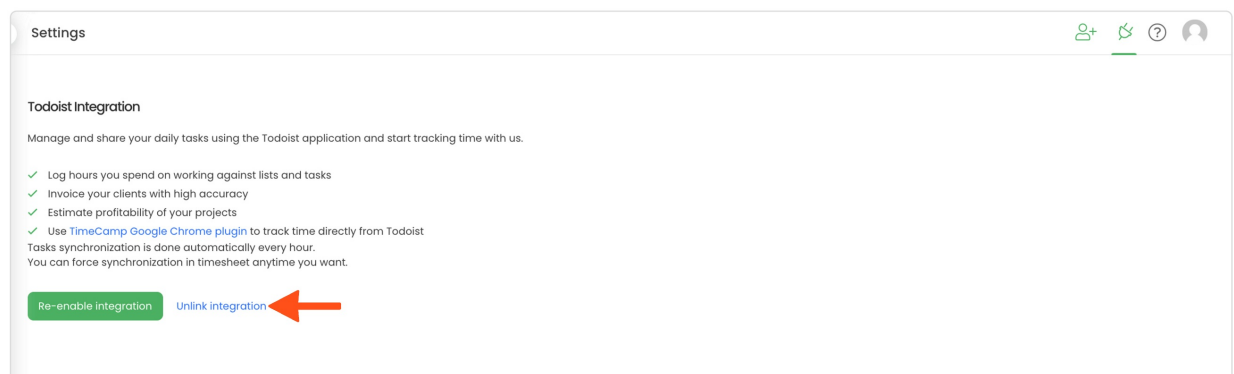 Settings
?
Todoist Integration
Manage and share your daily tasks using the Todoist application and start tracking time with us.
Log hours you spend on working against lists and tasks
Invoice your clients with high accuracy
Estimate profitability of your projects
Use TimeCamp Google Chrome plugin to track time directly from Todoist
Tasks synchronization is done automatically every hour.
You can force synchronization in timesheet anytime you want.
Re-enable integration Unlink integration